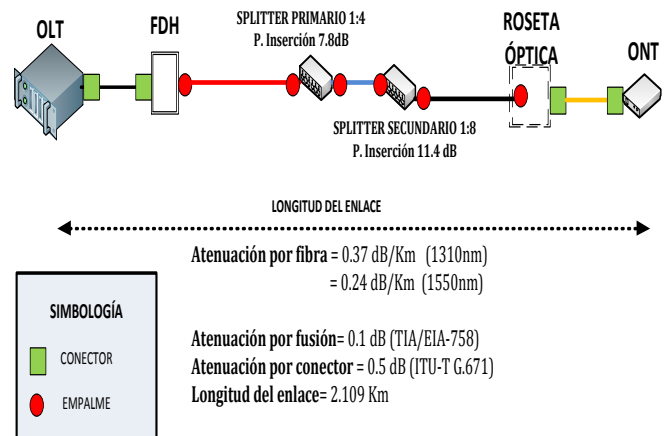 OLT
FDH
SPLITTER PRIMARIO 1:4
P. Inserción 7.8dB
SPLITTER SECUNDARIO 1:8
P. Inserción 11.4 dB
ROSETA
ÓPTICA
ONT
LONGITUD DEL ENLACE
Atenuación por fibra = 0.37 dB/Km (1310nm)
= 0.24 dB/Km (1550nm)
Atenuación por fusión= 0.1 dB (TIA/EIA-758)
Atenuación por conector = 0.5 dB (ITU-T G.671)
Longitud del enlace= 2.109 Km
SIMBOLOGÍA
CONECTOR
EMPALME